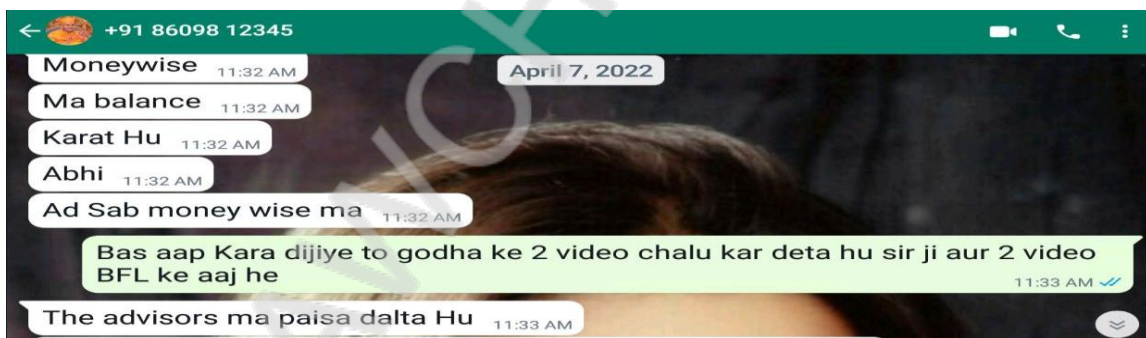 +91 86098 12345
Moneywise 11:32 AM
April 7, 2022
Ma balance 11:32 AM
Karat Hu 11:32 AM
Abhi 11:32 AM
Ad Sab money wise ma 11:32 AM
Bas aap Kara dijiye to godha ke 2 video chalu kar deta hu sir ji aur 2 video
BFL ke aaj he 11:33 AM
The advisors ma paisa dalta Hu 11:33 AM